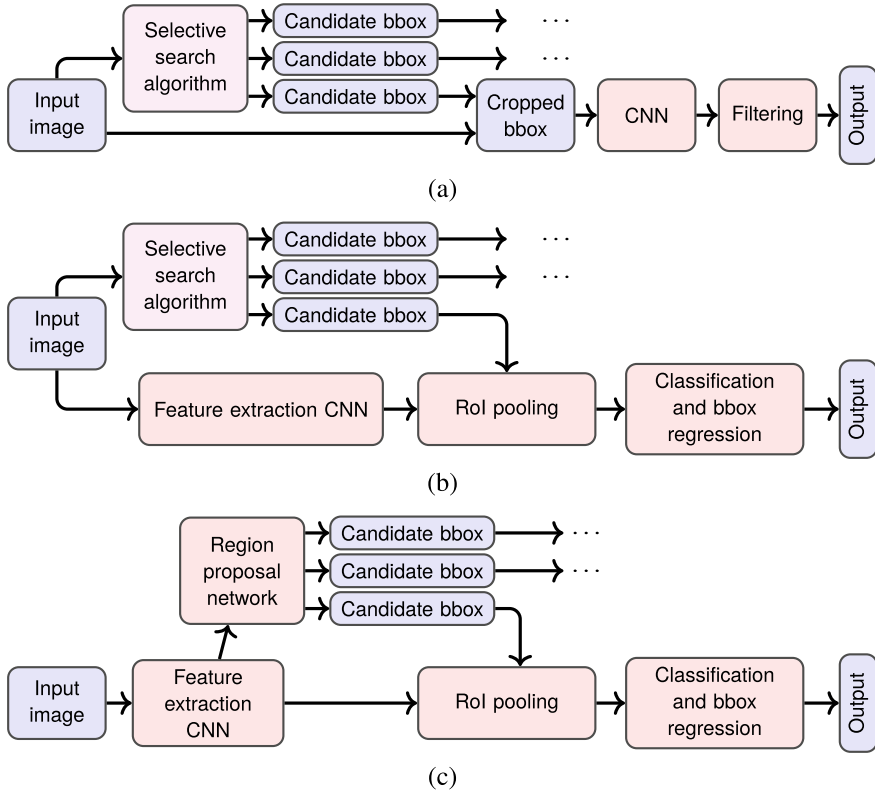 Selective
search
algorithm
Candidate bbox
. . .
Candidate bbox
. . .
Candidate bbox
Input
image
Cropped
bbox
CNN
Filtering
Output
(a)
Selective
search
algorithm
Candidate bbox
. . .
Candidate bbox
. . .
Candidate bbox
Input
image
Feature extraction CNN
RoI pooling
Classification
and bbox
regression
Output
(b)
Region
proposal
network
Candidate bbox
. . .
Candidate bbox
. . .
Candidate bbox
Input
image
Feature
extraction
CNN
RoI pooling
Classification
and bbox
regression
Output
(c)